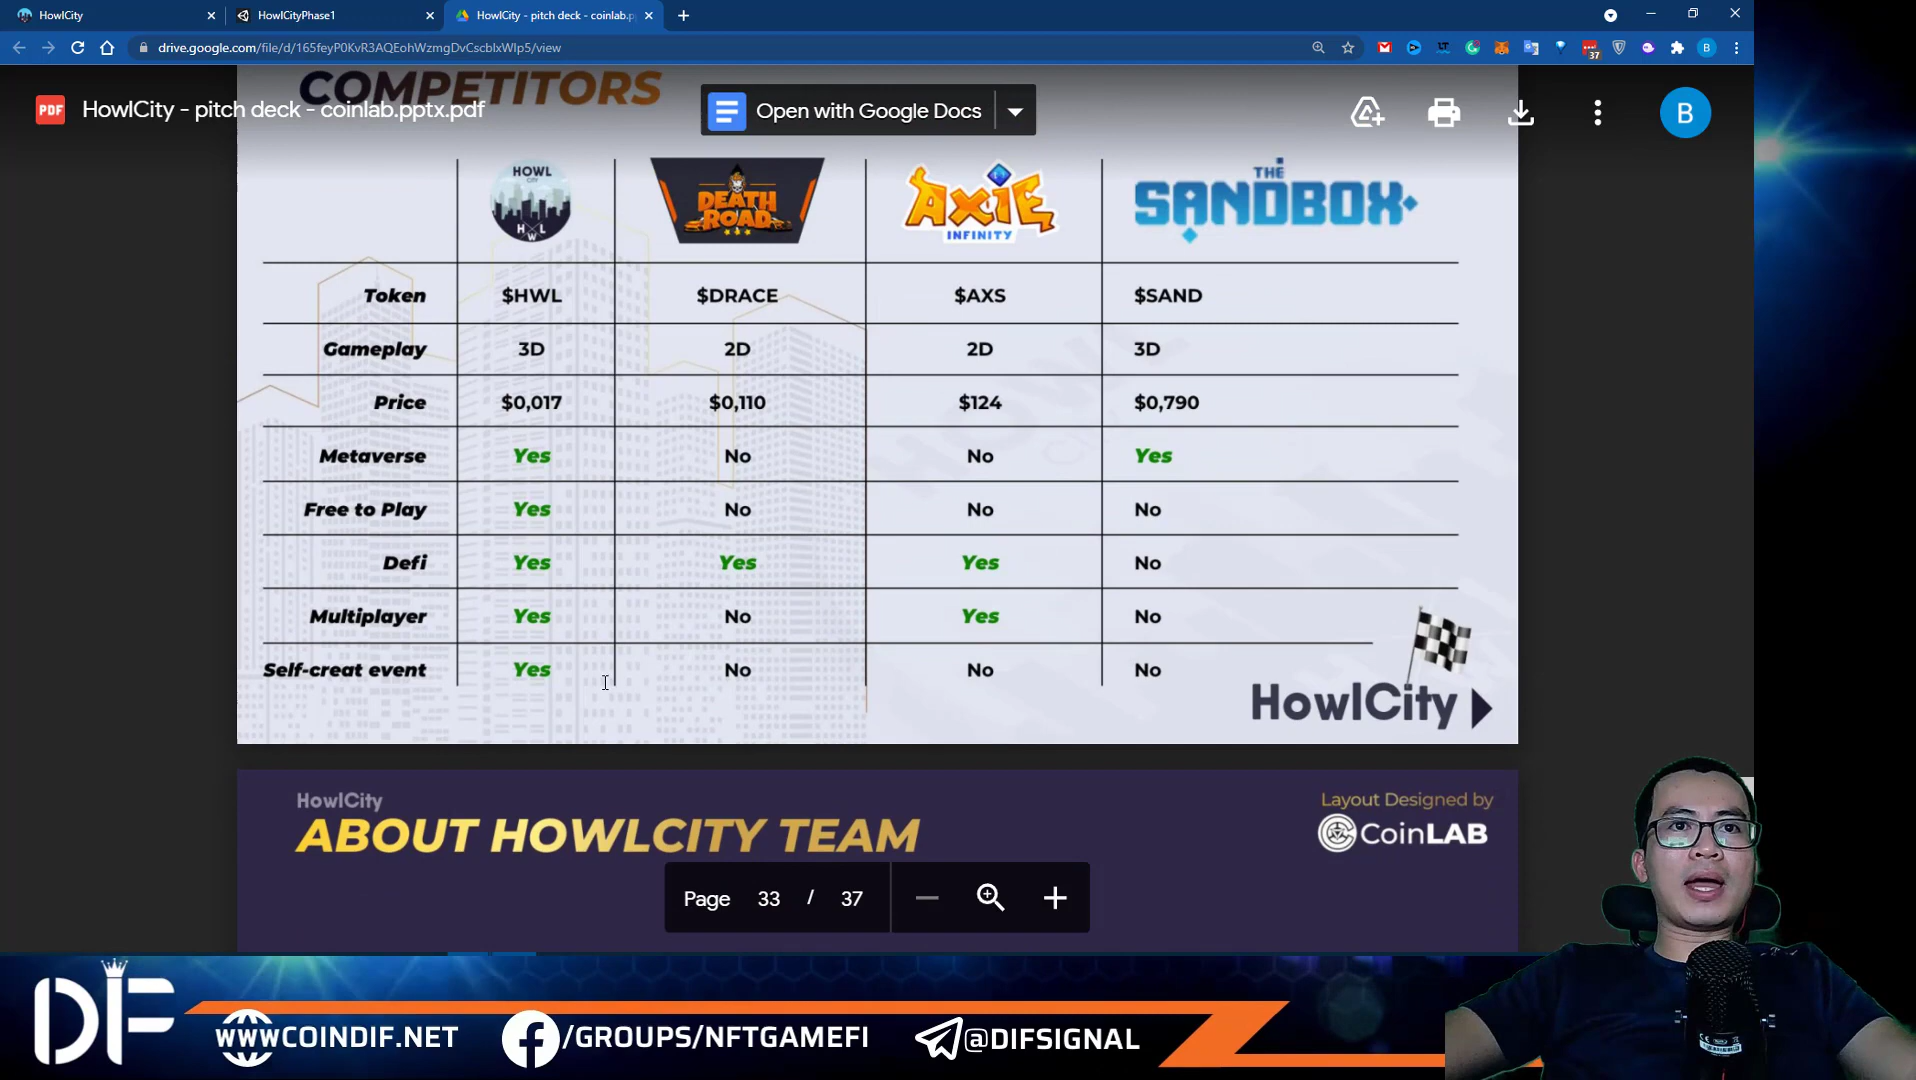 HowlCity
HowlCityPhase1
HowlCity - pitch deck - coinlab.p
drive.google.com/file/d/165feyP0KvR3AQEohWzmgDvCscblxWlp5/view
37
B
COMPETITORS
PDF
HowlCity - pitch deck - coinlab.pptx.pdf
Open with Google Docs
B
HOWL
CITY
HWL
DEATH
ROAD
AXIE
INFINITY
THE
SANDBOX
Token $HWL $DRACE $AXS $SAND
Gameplay 3D 2D 2D 3D
Price $0,017 $0,110 $124 $0,790
Metaverse Yes No No Yes
Free to Play Yes No No No
Defi Yes Yes Yes No
Multiplayer Yes No Yes No
Self-creat event Yes No No No
HowlCity
HowlCity
ABOUT HOWLCITY TEAM
Layout Designed by
CoinLAB
Page 33 / 37
DIF
WWW.COINDIF.NET
/GROUPS/NFTGAMEFI
@DIFSIGNAL